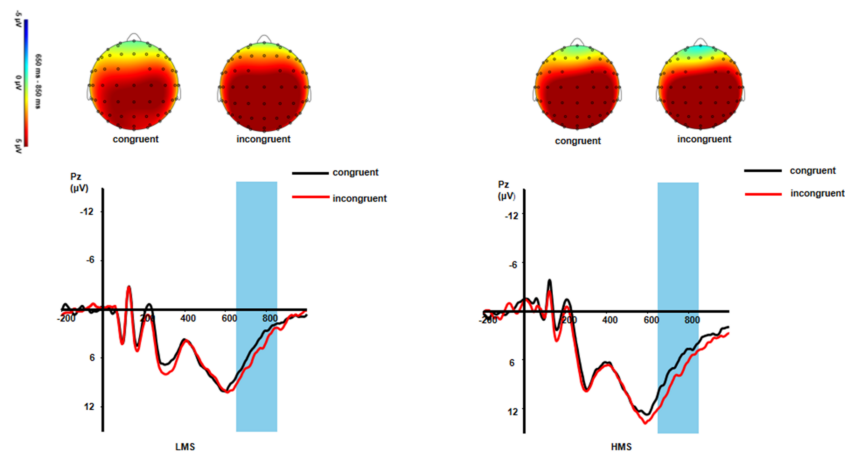 -5 µV
0 µV
5 µV
650 ms - 850 ms
congruent
incongruent
congruent
incongruent
Pz
(µV)
-12
-6
-200
200
400
600
800
6
12
congruent
incongruent
LMS
Pz
(µV)
-12
-6
-200
200
400
600
800
6
12
congruent
incongruent
HMS